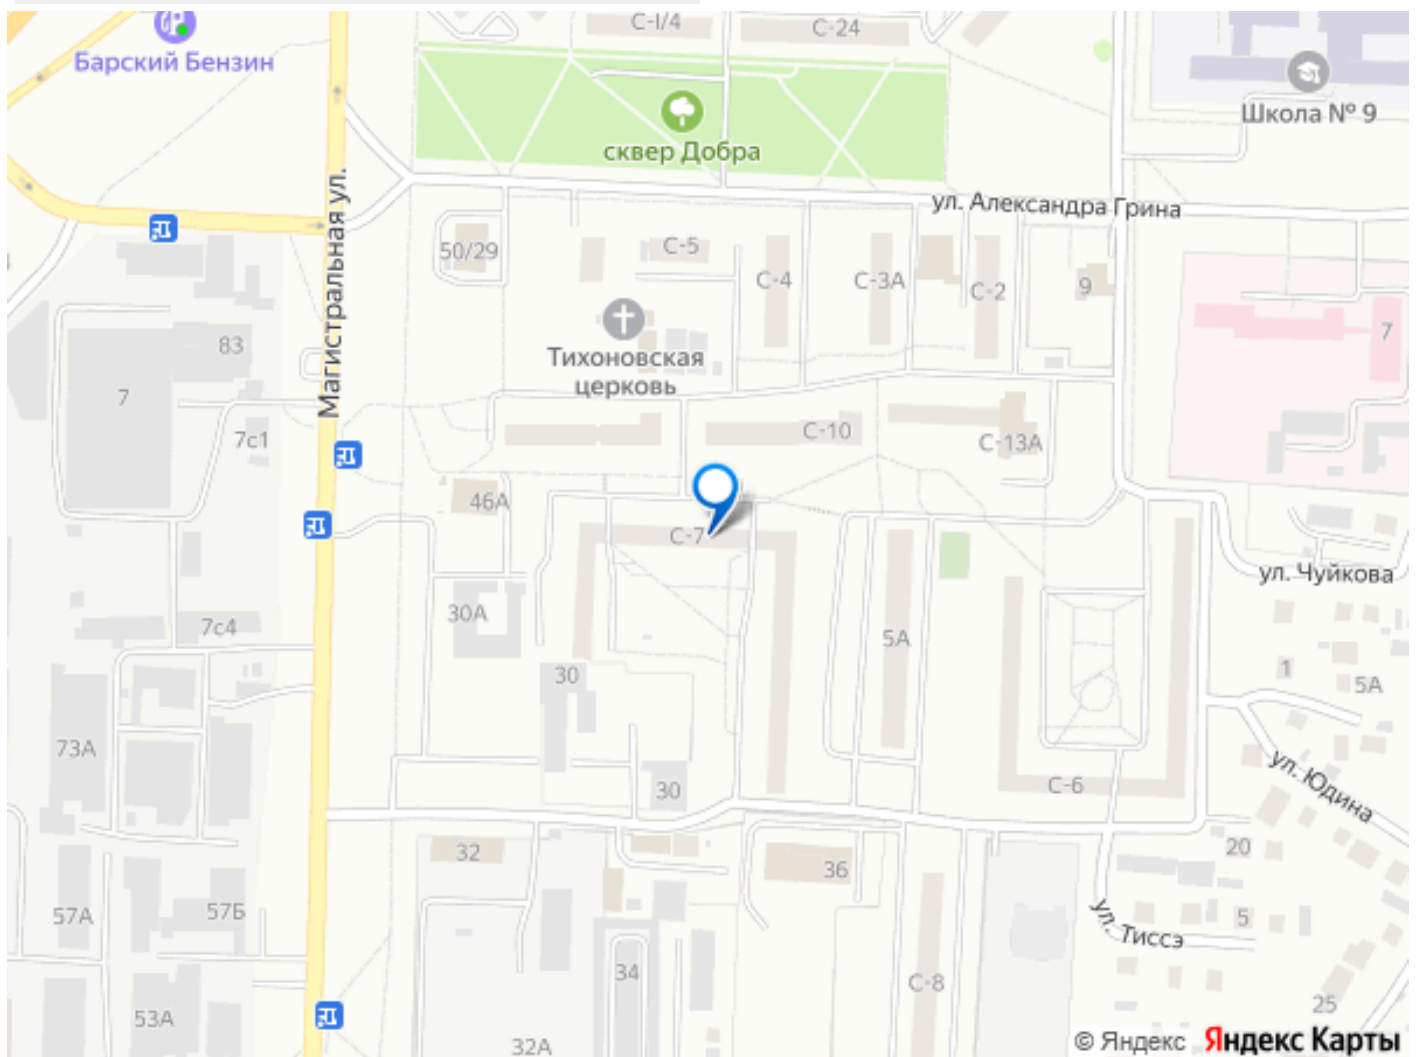 С-I/4
С-24
Барский Бензин
Школа № 9
сквер Добра
ул. Александра Грина
Магистральная ул.
50/29
С-5
С-4
С-3А
С-2
9
7
83
7
Тихоновская
церковь
7с1
С-10
С-13А
46А
С-7
ул. Чуйкова
30А
7с4
5А
1
5А
30
73А
30
С-6
ул. Юдина
32
36
20
57А
57Б
5
ул. Тиссэ
34
С-8
53А
25
32А
© Яндекс Яндекс Карты